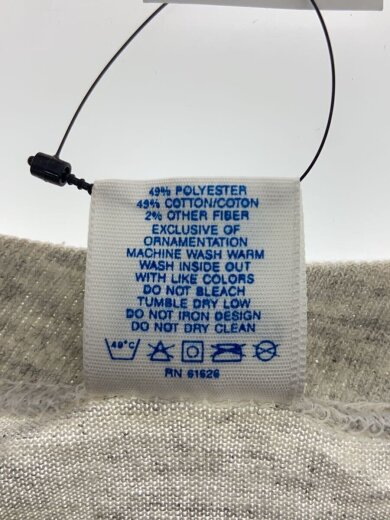 49% POLYESTER
49% COTTON/COTON
2% OTHER FIBER
EXCLUSIVE OF
ORNAMENTATION
MACHINE WASH WARM
WASH INSIDE OUT
WITH LIKE COLORS
DO NOT BLEACH
TUMBLE DRY LOW
DO NOT IRON DESIGN
DO NOT DRY CLEAN
40°C
RN 61626